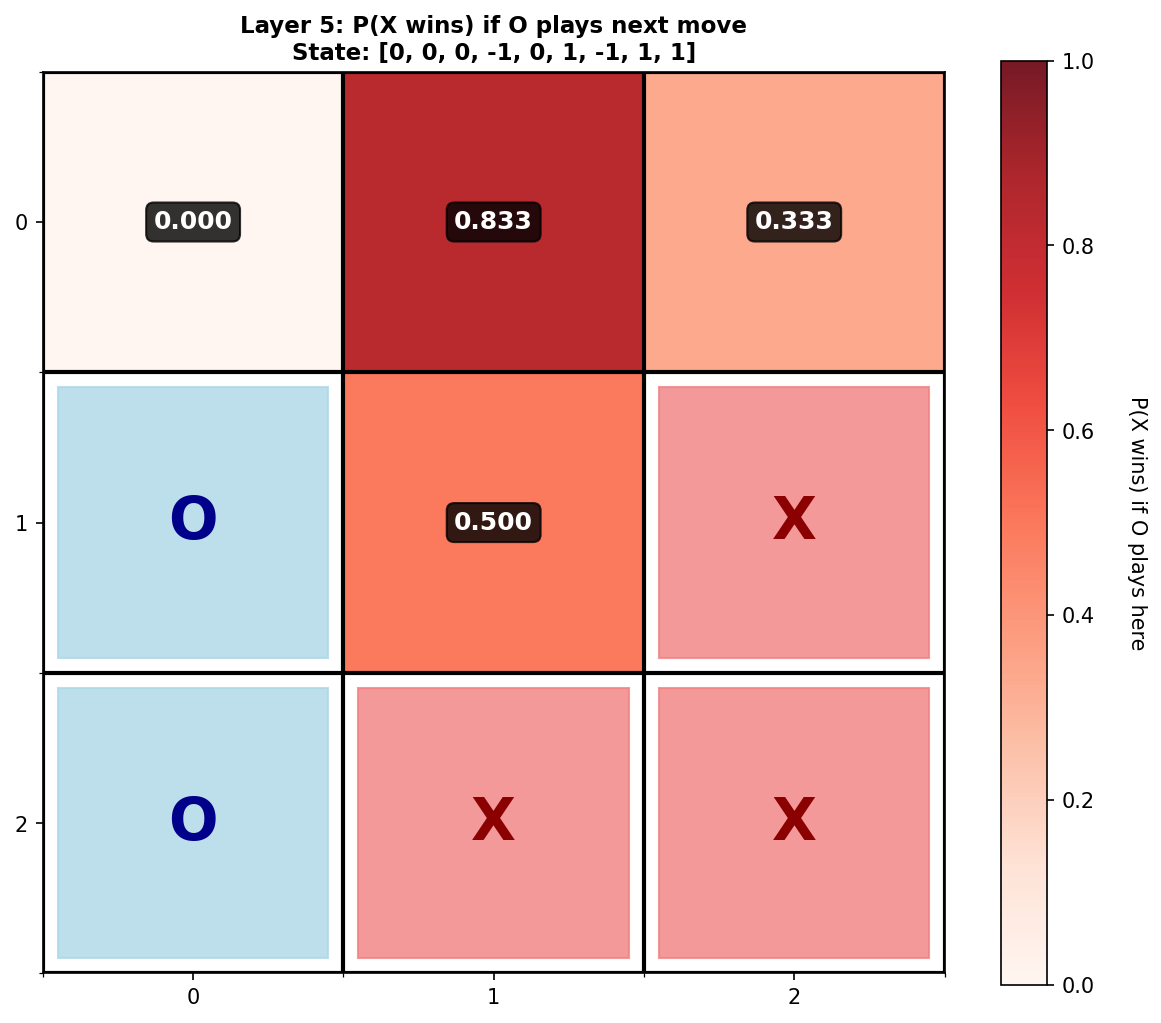 Layer 5: P(X wins) if O plays next move
State: [0, 0, 0, -1, 0, 1, -1, 1, 1]
0 0.000 0.833 0.333
1 O 0.500 X
2 O X X
0 1 2
1.0
0.8
0.6
0.4
0.2
0.0
P(X wins) if O plays here